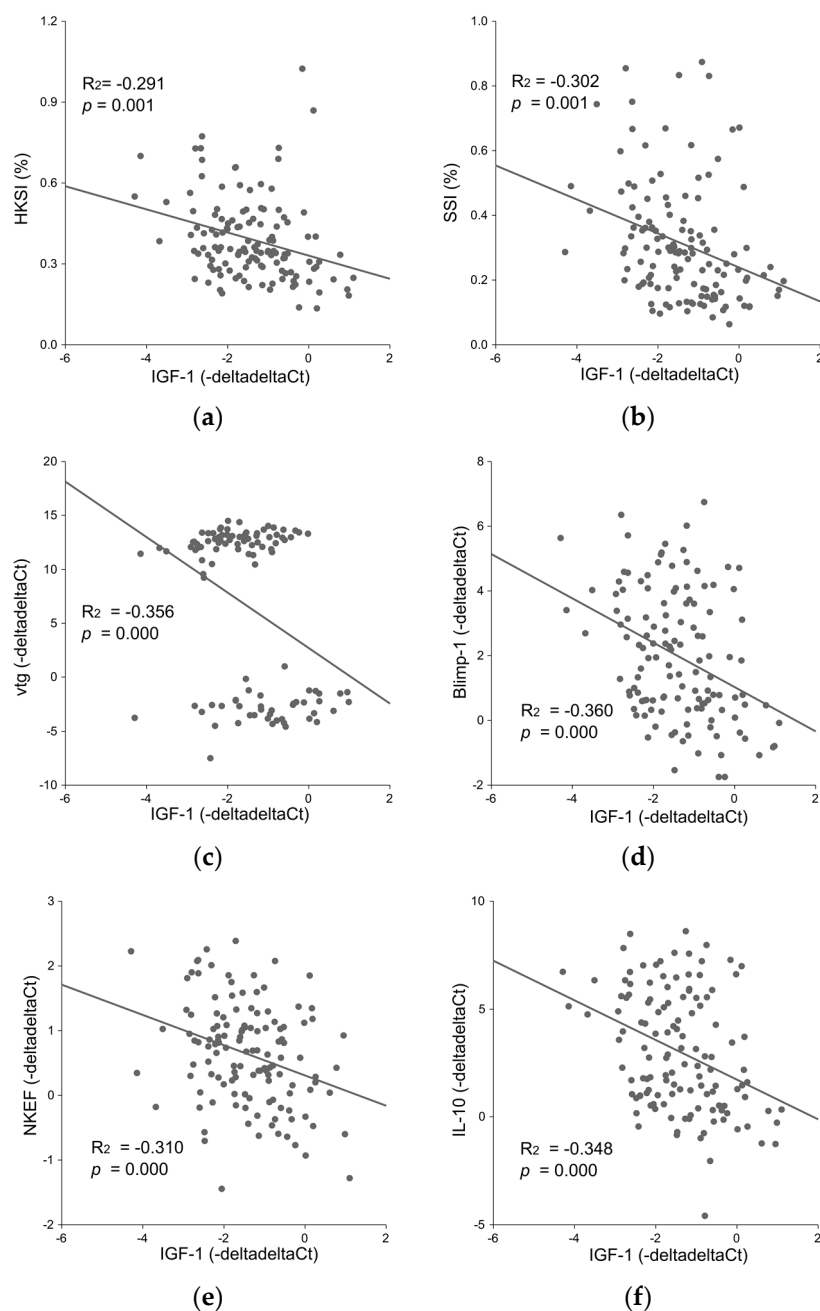 1.2
R2= -0.291
p = 0.001
0.9
HKSI (%)
0.6
0.3
0.0
-6 -4 -2 0 2
IGF-1 (-deltadeltaCt)
(a)
1.0
R2 = -0.302
p = 0.001
0.8
SSI (%)
0.6
0.4
0.2
0.0
-6 -4 -2 0 2
IGF-1 (-deltadeltaCt)
(b)
20
15
10
R2 = -0.356
p = 0.000
vtg (-deltadeltaCt)
5
0
-5
-10
-6 -4 -2 0 2
IGF-1 (-deltadeltaCt)
(c)
8
6
4
Blimp-1 (-deltadeltaCt)
2
R2 = -0.360
p = 0.000
0
-2
-6 -4 -2 0 2
IGF-1 (-deltadeltaCt)
(d)
3
2
1
NKEF (-deltadeltaCt)
0
R2 = -0.310
p = 0.000
-1
-2
-6 -4 -2 0 2
IGF-1 (-deltadeltaCt)
(e)
10
5
IL-10 (-deltadeltaCt)
0
R2 = -0.348
p = 0.000
-5
-6 -4 -2 0 2
IGF-1 (-deltadeltaCt)
(f)